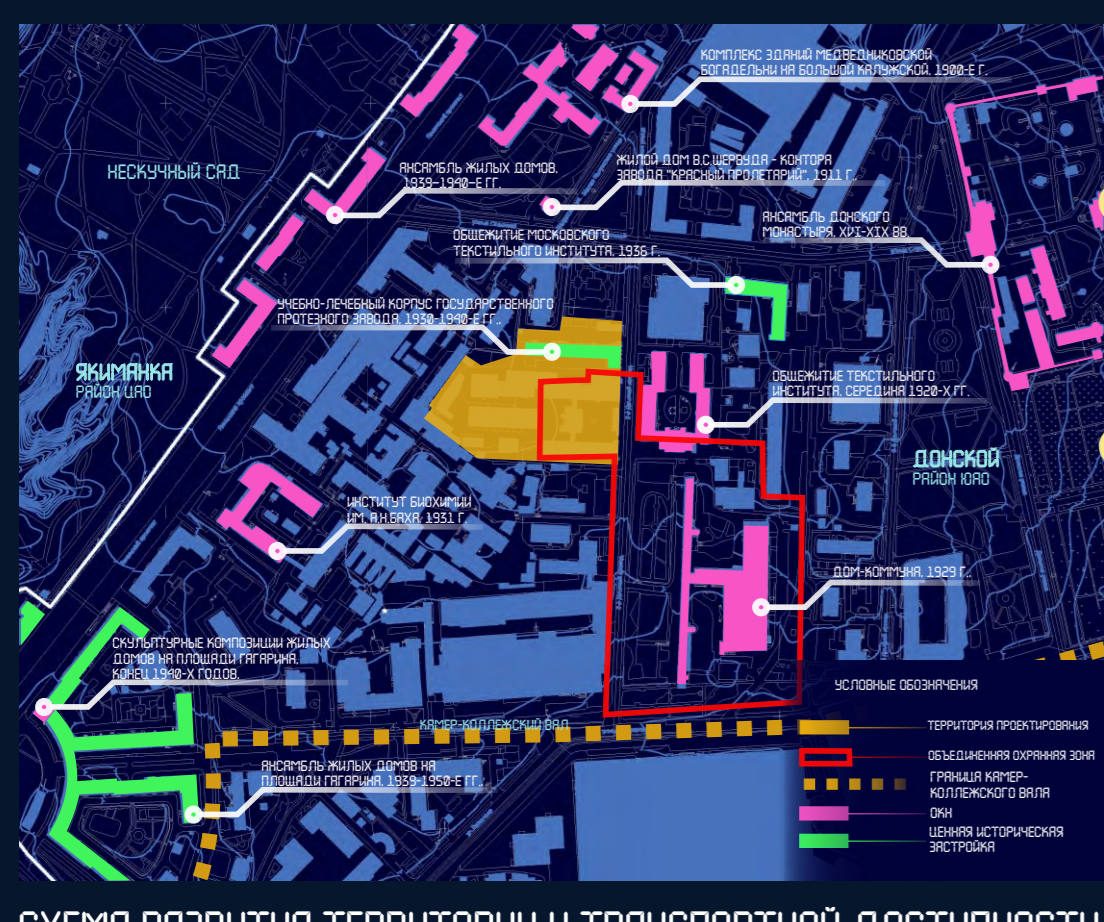 КОМПЛЕКС ЗДАНИЙ МЕДВЕДНИКОВСКОЙ
БОГАДЕЛЬНИ НА БОЛЬШОЙ КАЛУЖСКОЙ. 1900-Е Г.
НЕСКУЧНЫЙ САД
АНСАМБЛЬ ЖИЛЫХ ДОМОВ.
1939-1940-Е ГГ.
ЖИЛОЙ ДОМ В.С.ШЕРВУДА - КОНТОРА
ЗАВОДА "КРАСНЫЙ ПРОЛЕТАРИЙ", 1911 Г..
АНСАМБЛЬ ДОНСКОГО
МОНАСТЫРЯ. XVI-XIX ВВ.
ОБЩЕЖИТИЕ МОСКОВСКОГО
ТЕКСТИЛЬНОГО ИНСТИТУТА. 1936 Г.
УЧЕБНО-ЛЕЧЕБНЫЙ КОРПУС ГОСУДАРСТВЕННОГО
ПРОТЕЗНОГО ЗАВОДА. 1930-1940-Е ГГ..
ЯКИМАНКА
РАЙОН ЦАО
ОБЩЕЖИТИЕ ТЕКСТИЛЬНОГО
ИНСТИТУТА. СЕРЕДИНА 1920-Х ГГ.
ДОНСКОЙ
РАЙОН ЮАО
ИНСТИТУТ БИОХИМИИ
ИМ. А.Н.БАХА. 1931 Г.
ДОМ-КОММУНА, 1929 Г..
СКУЛЬПТУРНЫЕ КОМПОЗИЦИИ ЖИЛЫХ
ДОМОВ НА ПЛОЩАДИ ГАГАРИНА.
КОНЕЦ 1940-Х ГОДОВ.
КАМЕР-КОЛЛЕЖСКИЙ ВАЛ
АНСАМБЛЬ ЖИЛЫХ ДОМОВ НА
ПЛОЩАДИ ГАГАРИНА. 1939-1950-Е ГГ..
УСЛОВНЫЕ ОБОЗНАЧЕНИЯ
ТЕРРИТОРИЯ ПРОЕКТИРОВАНИЯ
ОБЪЕДИНЕННАЯ ОХРАННАЯ ЗОНА
ГРАНИЦА КАМЕР-
КОЛЛЕЖСКОГО ВАЛА
ОКН
ЦЕННАЯ ИСТОРИЧЕСКАЯ
ЗАСТРОЙКА
СХЕМА РАЗВИТИЯ ТЕРРИТОРИИ И ТРАНСПОРТНОЙ ДОСТУПНОСТИ